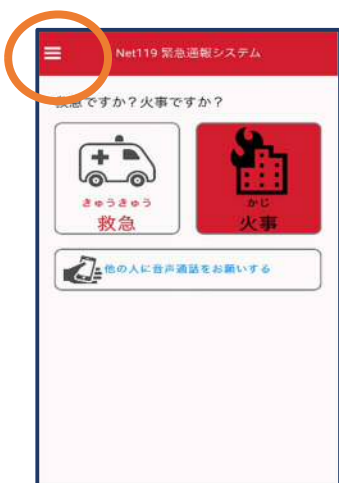 Net119 緊急通報システム
救急ですか？火事ですか？
きゅうきゅう
救急
かじ
火事
他の人に音声通話をお願いする